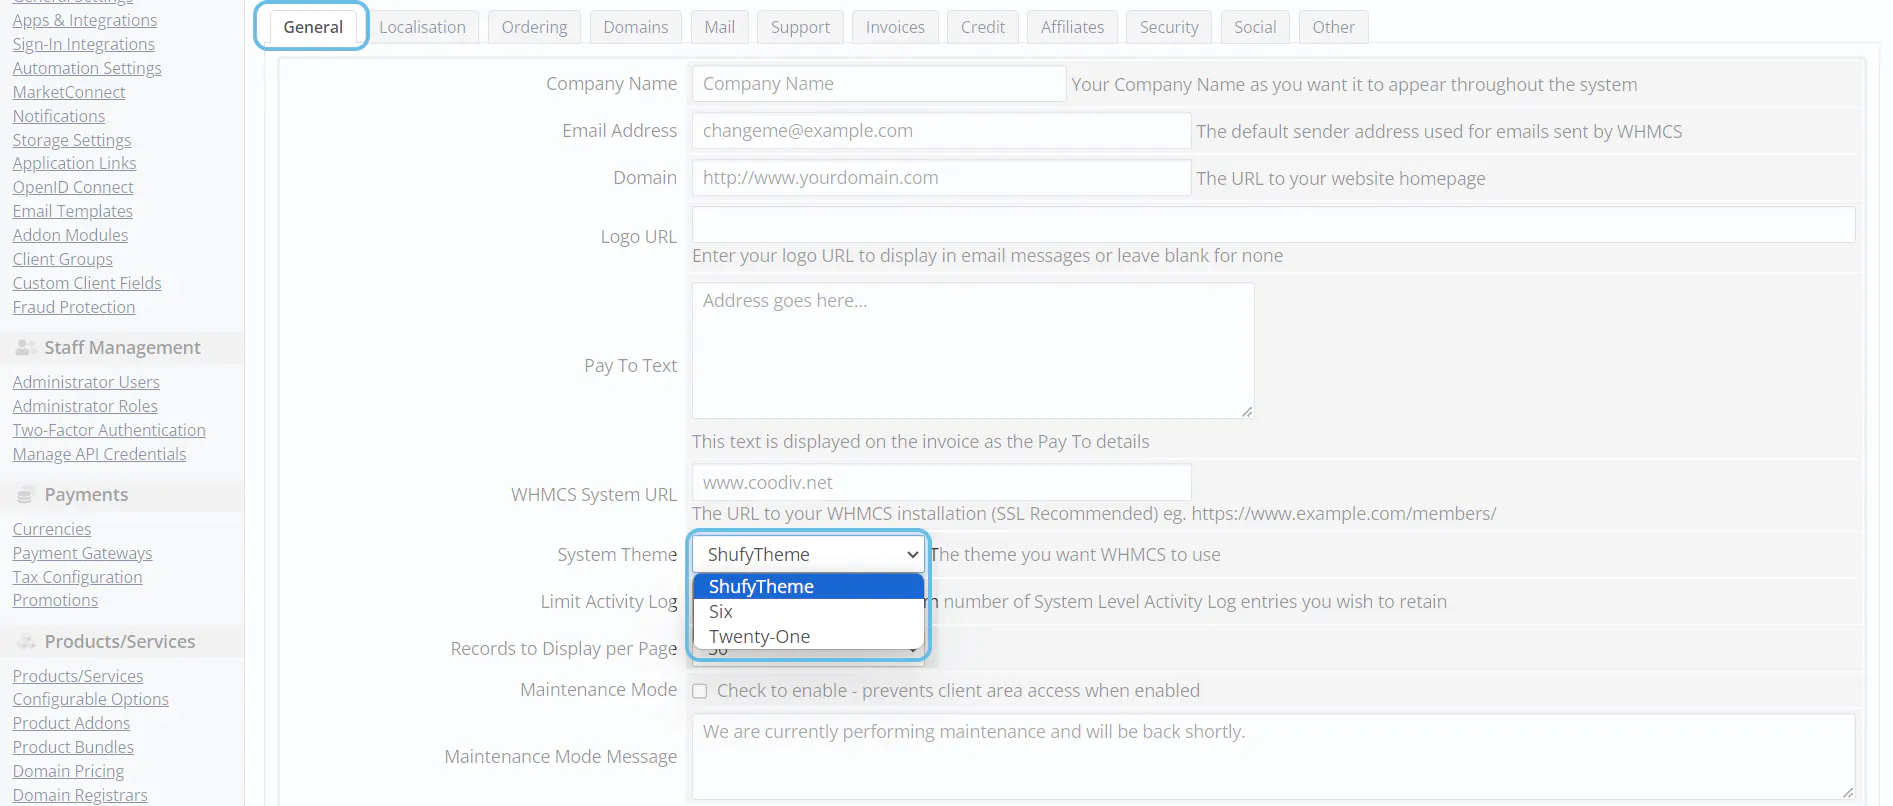 General Settings
Apps & Integrations
Sign-In Integrations
Automation Settings
MarketConnect
Notifications
Storage Settings
Application Links
OpenID Connect
Email Templates
Addon Modules
Client Groups
Custom Client Fields
Fraud Protection
Staff Management
Administrator Users
Administrator Roles
Two-Factor Authentication
Manage API Credentials
Payments
Currencies
Payment Gateways
Tax Configuration
Promotions
Products/Services
Products/Services
Configurable Options
Product Addons
Product Bundles
Domain Pricing
Domain Registrars
General Localisation Ordering Domains Mail Support Invoices Credit Affiliates Security Social Other
Company Name Company Name Your Company Name as you want it to appear throughout the system
Email Address changeme@example.com The default sender address used for emails sent by WHMCS
Domain http://www.yourdomain.com The URL to your website homepage
Logo URL
Enter your logo URL to display in email messages or leave blank for none
Address goes here...
Pay To Text
This text is displayed on the invoice as the Pay To details
www.coodiv.net
WHMCS System URL
The URL to your WHMCS installation (SSL Recommended) eg. https://www.example.com/members/
System Theme ShufyTheme The theme you want WHMCS to use
ShufyTheme
Limit Activity Log number of System Level Activity Log entries you wish to retain
Six
Twenty-One
Records to Display per Page 50
Maintenance Mode Check to enable - prevents client area access when enabled
We are currently performing maintenance and will be back shortly.
Maintenance Mode Message